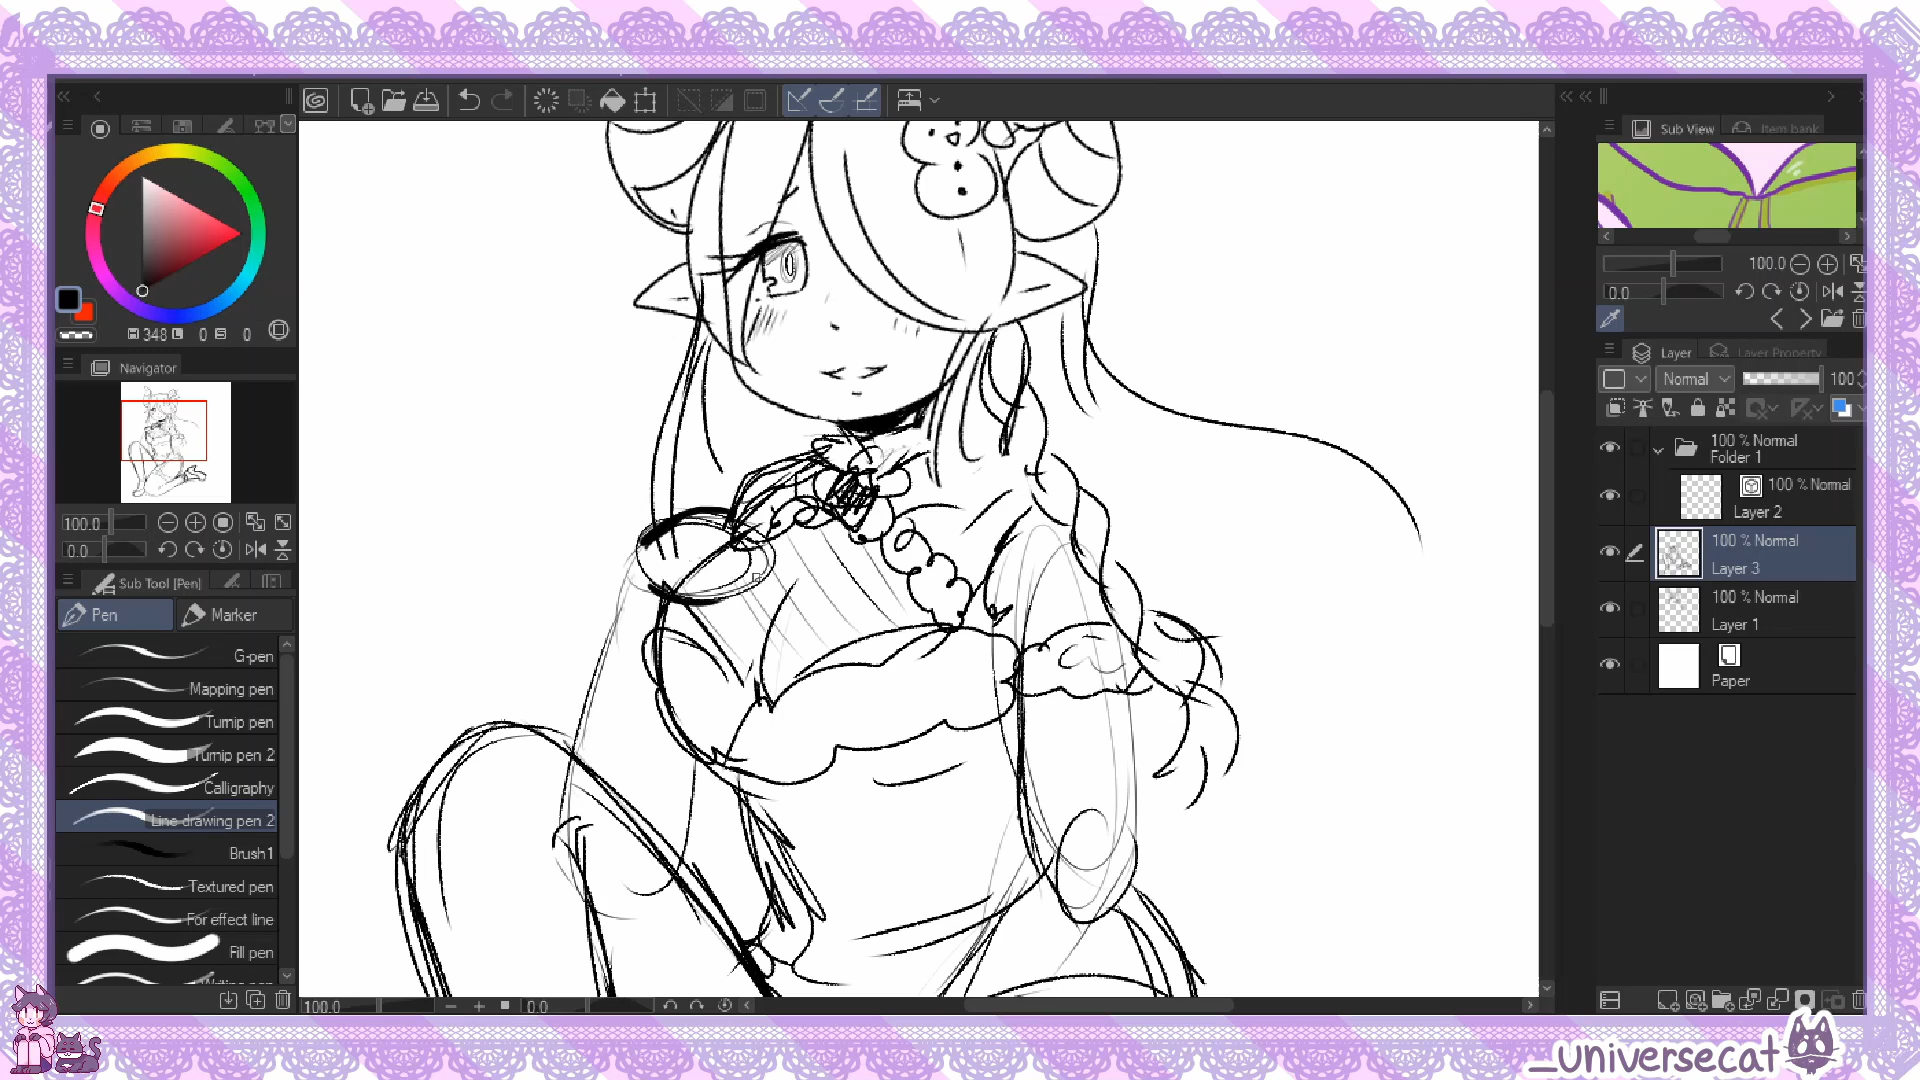 Sub View
Item bank
100.0
0.0
348 L 0 S 0
Navigator
100.0
0.0
Sub Tool [Pen]
Pen
Marker
G-pen
Mapping pen
Turnip pen
Turnip pen 2
Calligraphy
Line drawing pen 2
Brush1
Textured pen
For effect line
Fill pen
Layer
Layer Property
Normal
100
100 % Normal
Folder 1
100 % Normal
Layer 2
100 % Normal
Layer 3
100 % Normal
Layer 1
Paper
100.0
0.0
_universecat